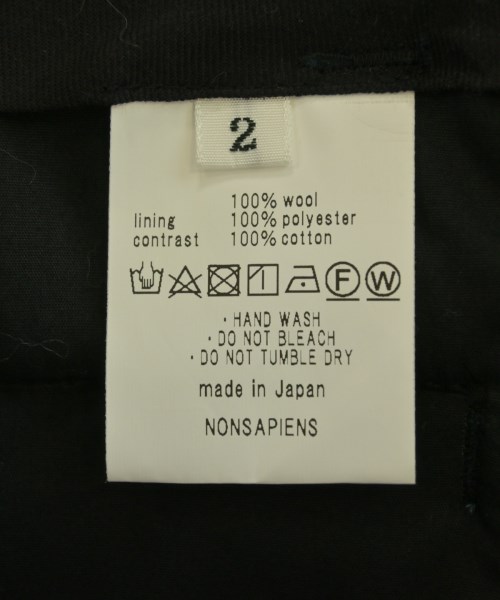 2
100% wool
lining 100% polyester
contrast 100% cotton
F W
· HAND WASH
· DO NOT BLEACH
· DO NOT TUMBLE DRY
made in Japan
NONSAPIENS